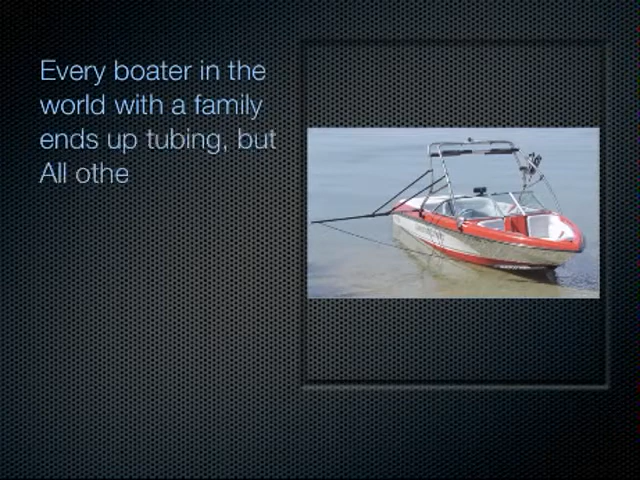 Every boater in the
world with a family
ends up tubing, but
All othe